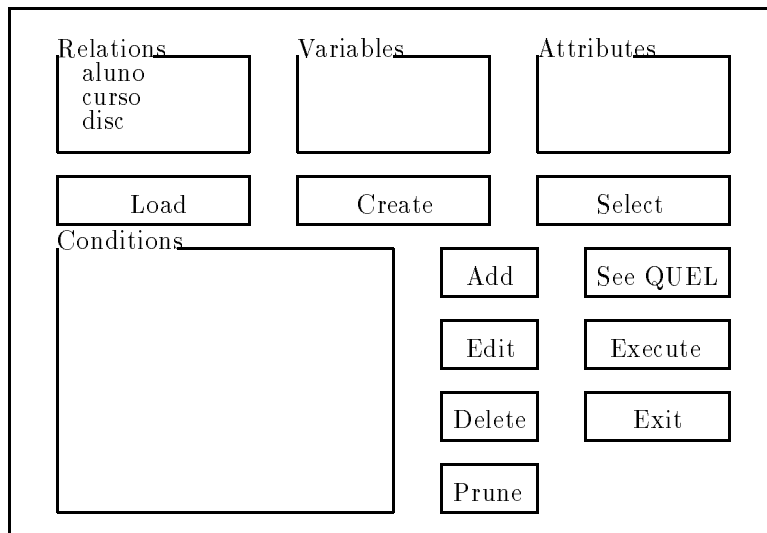 Relations Variables Attributes
aluno
curso
disc
Load Create Select
Conditions
Add See QUEL
Edit Execute
Delete Exit
Prune